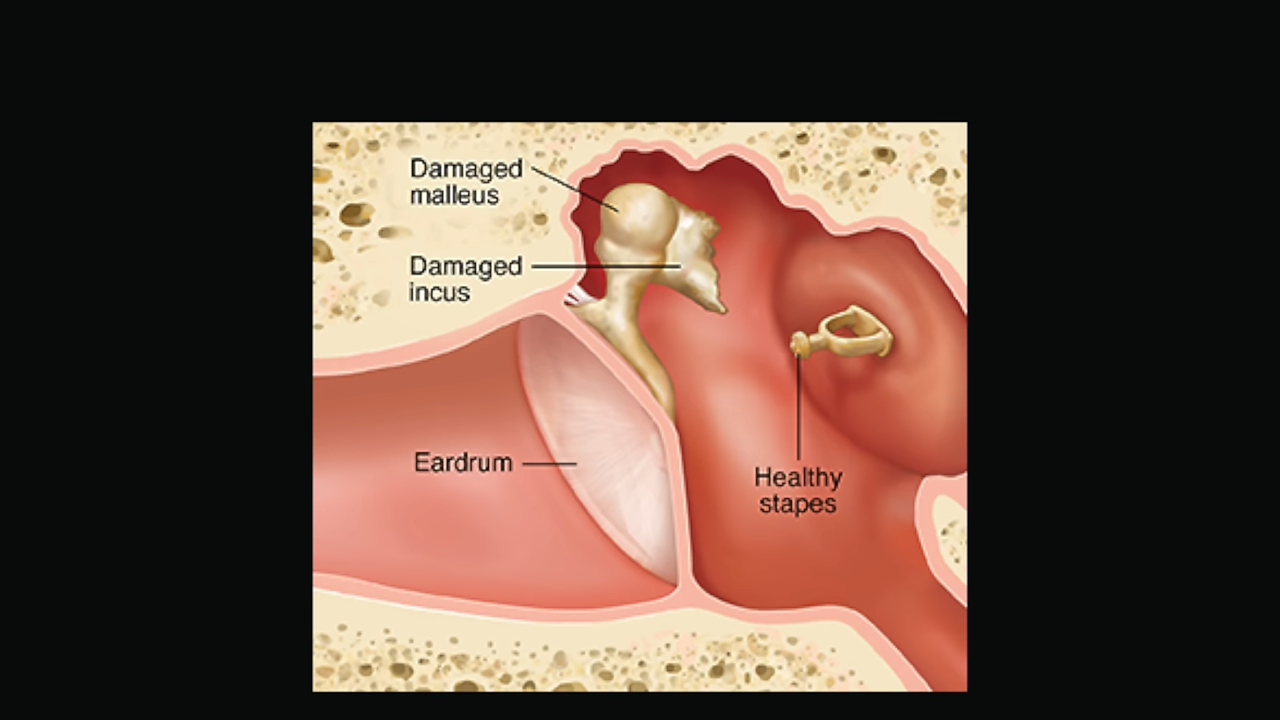 Damaged
malleus
Damaged
incus
Eardrum
Healthy
stapes